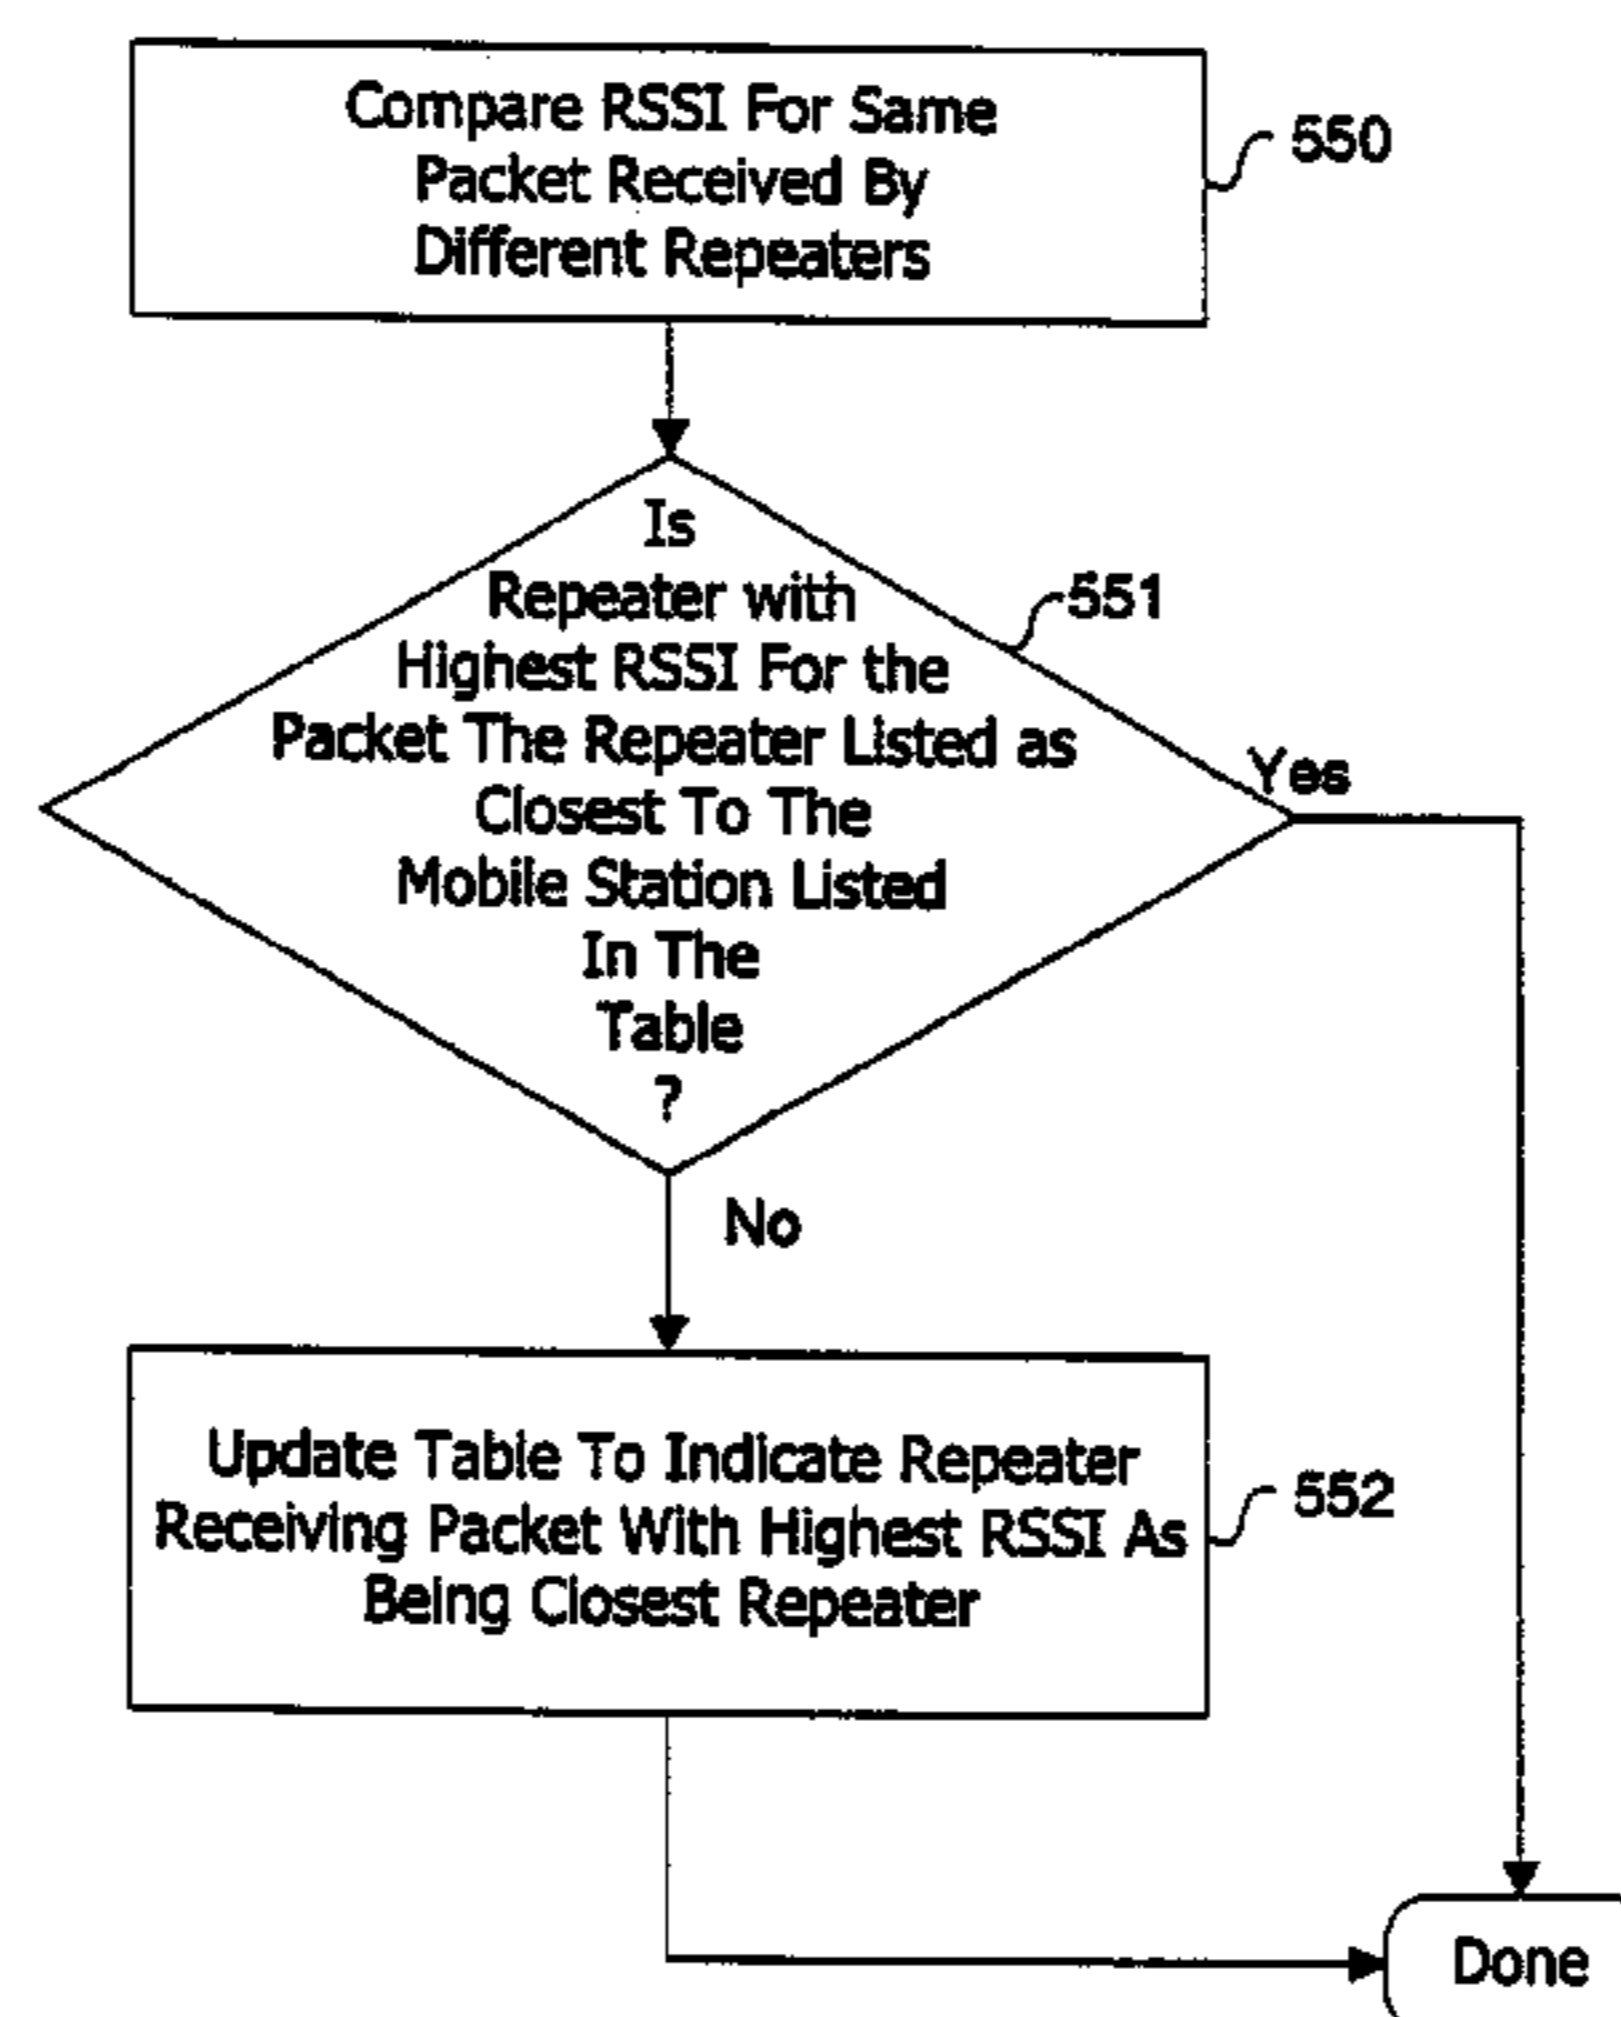 Compare RSSI For Same
Packet Received By
Different Repeaters
550
Is
Repeater with
Highest RSSI For the
Packet The Repeater Listed as
Closest To The
Mobile Station Listed
In The
Table
?
551
Yes
No
Update Table To Indicate Repeater
Receiving Packet With Highest RSSI As
Being Closest Repeater
552
Done